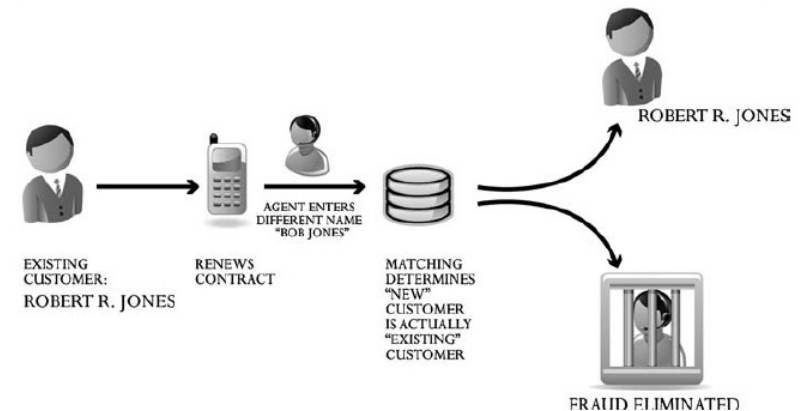 ROBERT R. JONES
AGENT ENTERS
DIFFERENT NAME
"BOB JONES"
EXISTING
CUSTOMER:
ROBERT R. JONES
RENEWS
CONTRACT
MATCHING
DETERMINES
"NEW"
CUSTOMER
IS ACTUALLY
"EXISTING"
CUSTOMER
FRAUD ELIMINATED